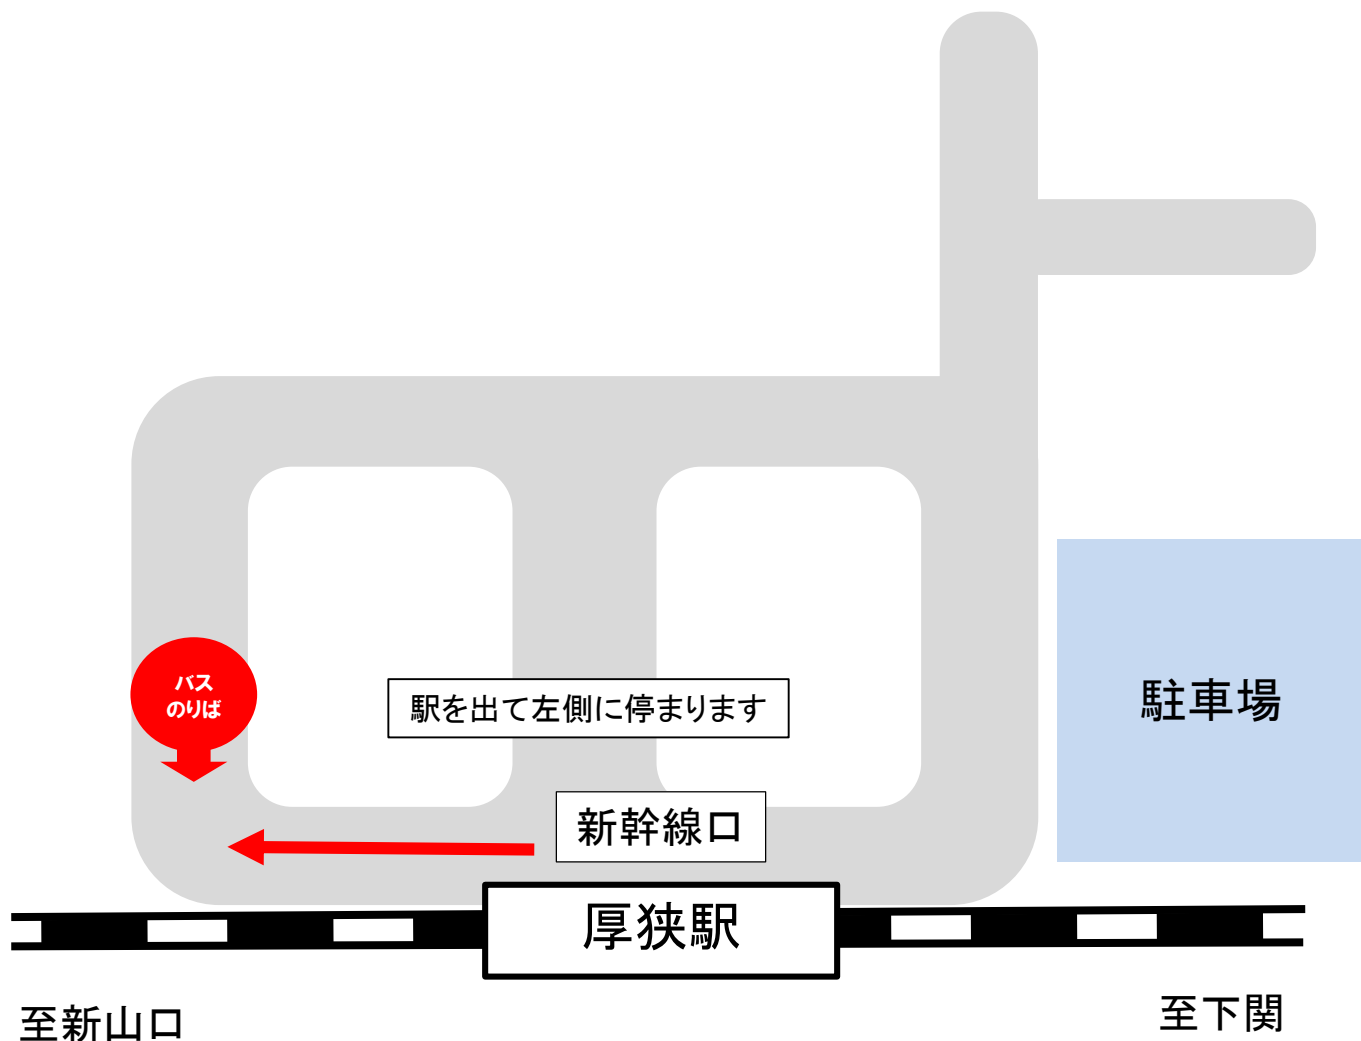 バス
のりば
駅を出て左側に停まります
駐車場
新幹線口
厚狭駅
至新山口
至下関